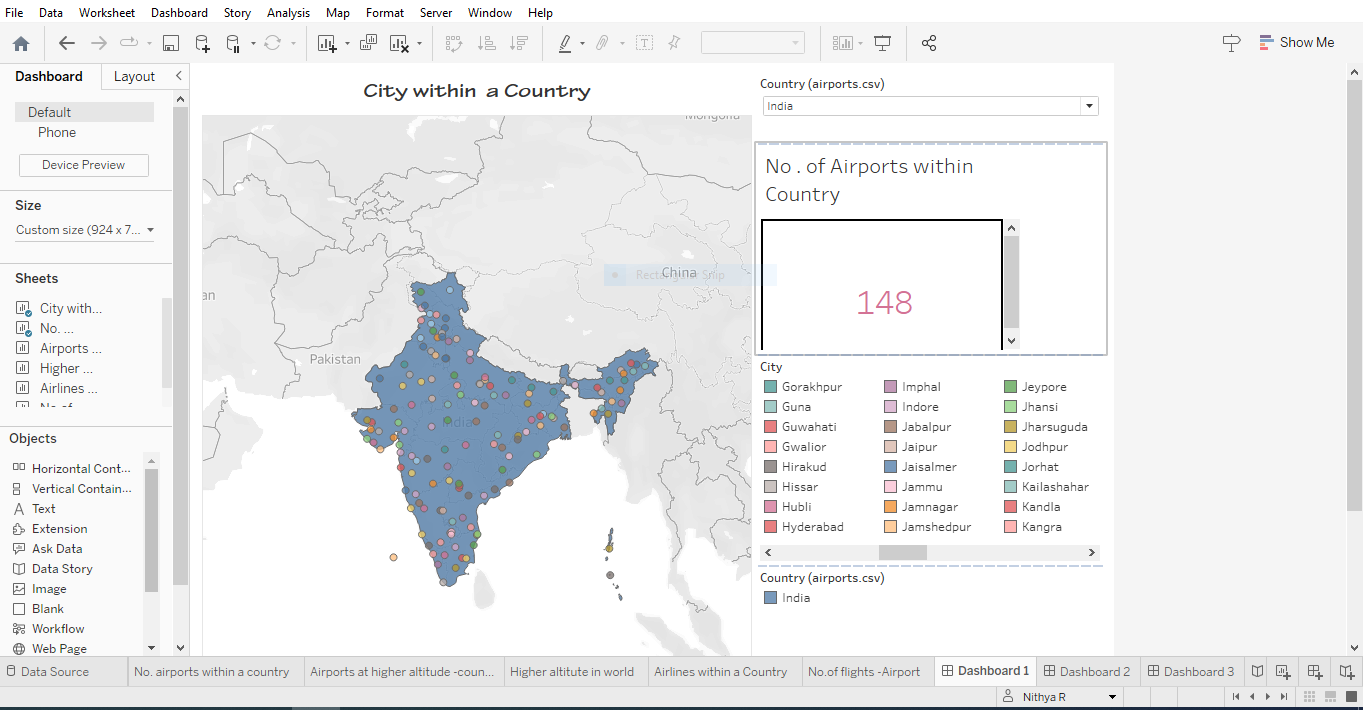 File Data Worksheet Dashboard Story Analysis Map Format Server Window Help
Show Me
Dashboard Layout
Default
Phone
Device Preview
Size
Custom size (924 x 7...
Sheets
City with...
No. ...
Airports ...
Higher ...
Airlines ...
No.of
Objects
Horizontal Cont...
Vertical Contain...
Text
Extension
Ask Data
Data Story
Image
Blank
Workflow
Web Page
City within a Country
Mongolia
China
Rectangular Snip
an
Pakistan
India
Country (airports.csv)
India
No . of Airports within
Country
148
City
Gorakhpur Imphal Jeypore
Guna Indore Jhansi
Guwahati Jabalpur Jharsuguda
Gwalior Jaipur Jodhpur
Hirakud Jaisalmer Jorhat
Hissar Jammu Kailashahar
Hubli Jamnagar Kandla
Hyderabad Jamshedpur Kangra
Country (airports.csv)
India
Data Source No. airports within a country Airports at higher altitude -coun... Higher altitute in world Airlines within a Country No.of flights -Airport Dashboard 1 Dashboard 2 Dashboard 3
Nithya R